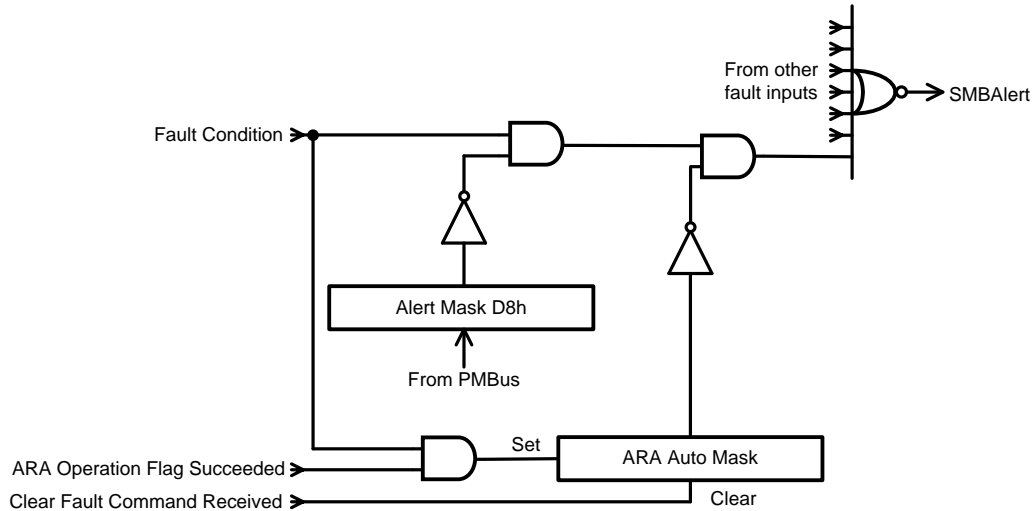 From other
fault inputs
SMBAlert
Fault Condition
Alert Mask D8h
From PMBus
Set
ARA Auto Mask
ARA Operation Flag Succeeded
Clear Fault Command Received
Clear